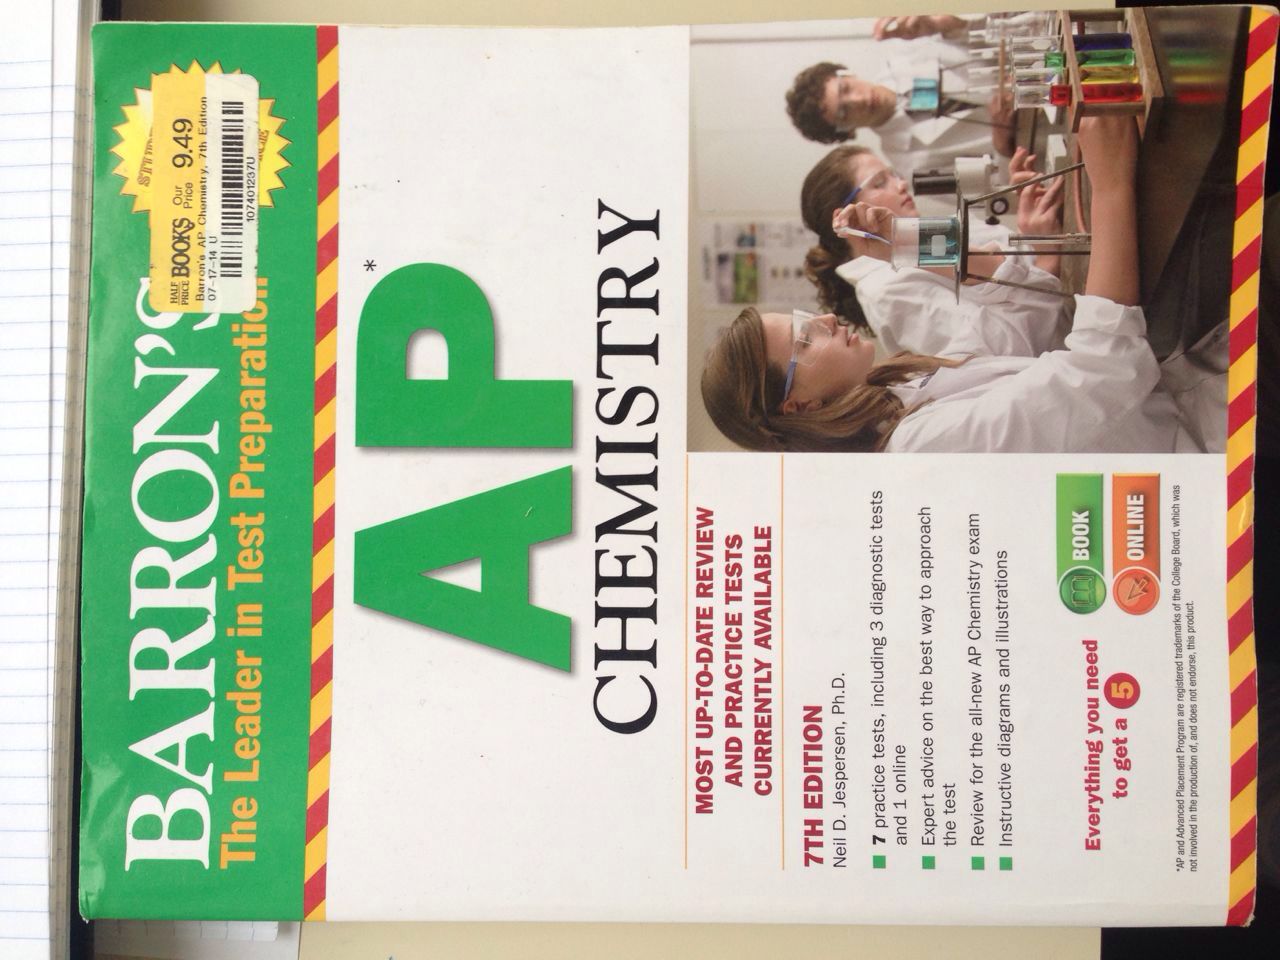 BARRON'S
The Leader in Test Preparation
HALF PRICE BOOKS Our Price 9.49
Barron's AP Chemistry, 7th Edition
07-17-14 U
107401237U
AP*
CHEMISTRY
MOST UP-TO-DATE REVIEW
AND PRACTICE TESTS
CURRENTLY AVAILABLE
7TH EDITION
Neil D. Jespersen, Ph.D.
7 practice tests, including 3 diagnostic tests
and 1 online
Expert advice on the best way to approach
the test
Review for the all-new AP Chemistry exam
Instructive diagrams and illustrations
Everything you need
to get a 5
BOOK
ONLINE
*AP and Advanced Placement Program are registered trademarks of the College Board, which was
not involved in the production of, and does not endorse, this product.